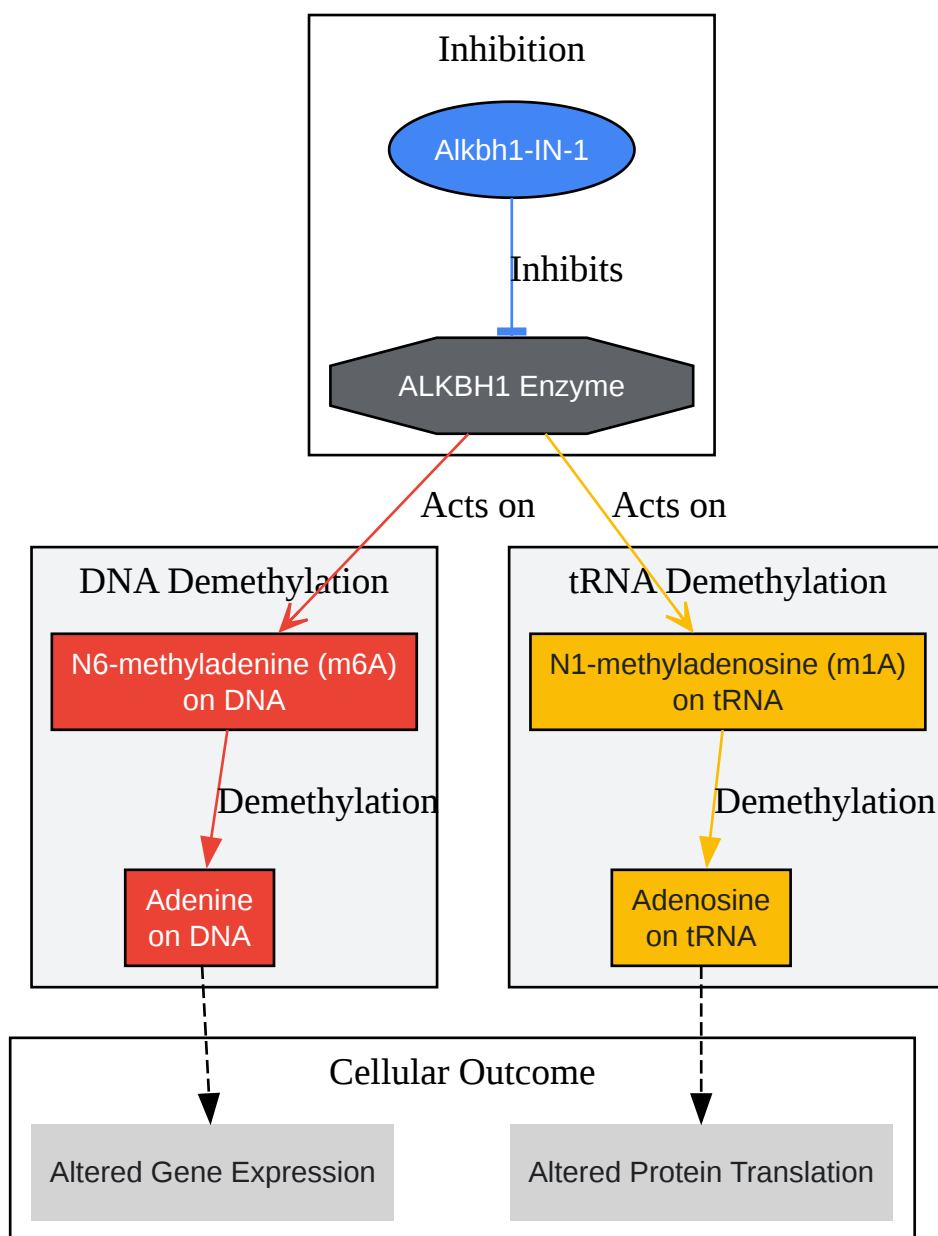 Inhibition
Alkbh1-IN-1
Inhibits
ALKBH1 Enzyme
Acts on
Acts on
DNA Demethylation
tRNA Demethylation
N6-methyladenine (m6A)
on DNA
N1-methyladenosine (m1A)
on tRNA
Demethylation
Demethylation
Adenine
on DNA
Adenosine
on tRNA
Cellular Outcome
Altered Gene Expression
Altered Protein Translation